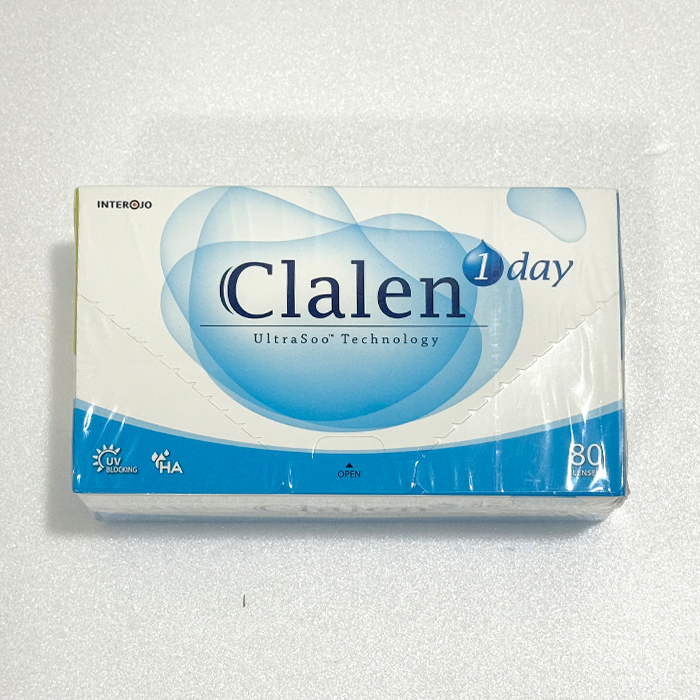 INTEROJO
Clalen 1·day
UltraSoo™ Technology
UV
BLOCKING
HA
OPEN
80
LENSES